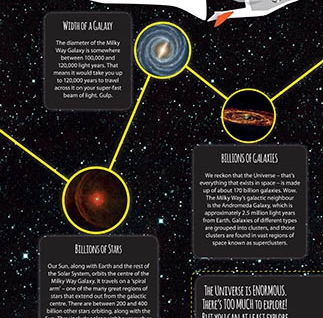 WIDTH OF A GALAXY
The diameter of the Milky
Way Galaxy is somewhere
between 100,000 and
120,000 light years. That
means it would take you up
to 120,000 years to travel
across it on your super-fast
beam of light. Gulp.
BILLIONS OF GALAXIES
We reckon that the Universe – that's
everything that exists in space – is made
up of about 170 billion galaxies. Wow.
The Milky Way's galactic neighbour
is the Andromeda Galaxy, which is
approximately 2.5 million light years
from Earth. Galaxies of different types
are grouped into clusters, and those
clusters are found in vast regions of
space known as superclusters.
BILLIONS OF STARS
Our Sun, along with Earth and the rest of
the Solar System, orbits the centre of the
Milky Way Galaxy. It travels on a 'spiral
arm' – one of the many great regions of
stars that extend out from the galactic
centre. There are between 200 and 400
billion other stars orbiting, along with the
THE UNIVERSE IS ENORMOUS.
THERE'S TOO MUCH TO EXPLORE!
BUT YOU CAN AT LEAST EXPLORE